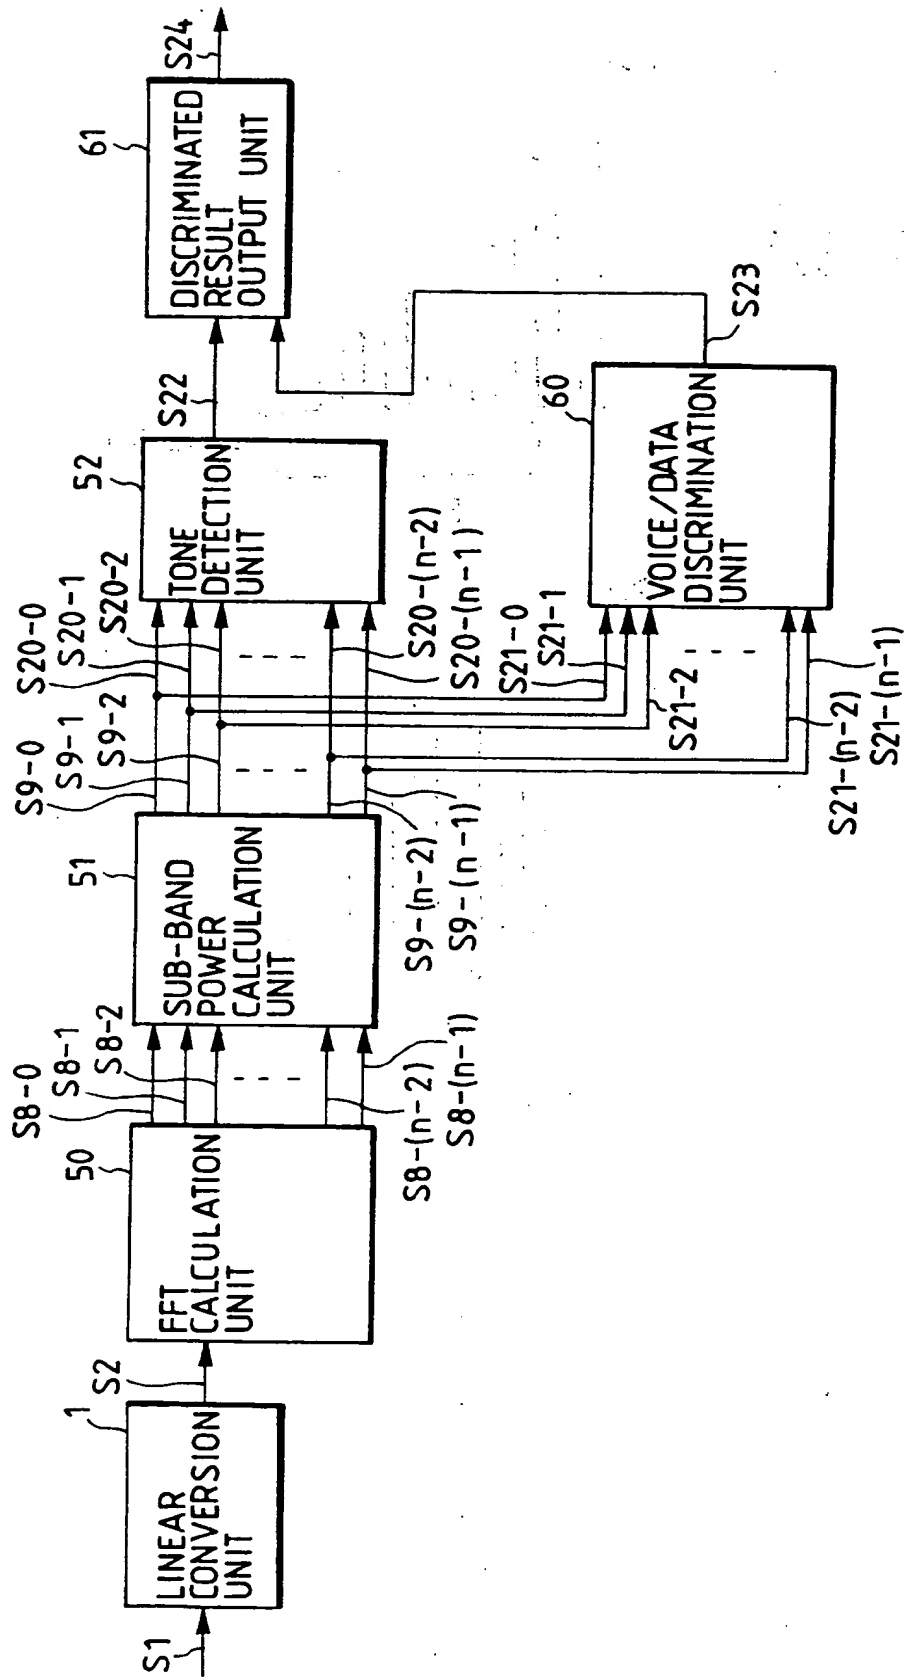 S1
1
LINEAR
CONVERSION
UNIT
S2
50
FFT
CALCULATION
UNIT
S8-0
S8-1
S8-2
S8-(n-2)
S8-(n-1)
51
SUB-BAND
POWER
CALCULATION
UNIT
S9-0
S9-1
S9-2
S9-(n-2)
S9-(n-1)
S20-0
S20-1
S20-2
S20-(n-2)
S20-(n-1)
52
TONE
DETECTION
UNIT
S22
61
DISCRIMINATED
RESULT
OUTPUT UNIT
S24
S21-0
S21-1
S21-2
S21-(n-2)
S21-(n-1)
60
VOICE/DATA
DISCRIMINATION
UNIT
S23